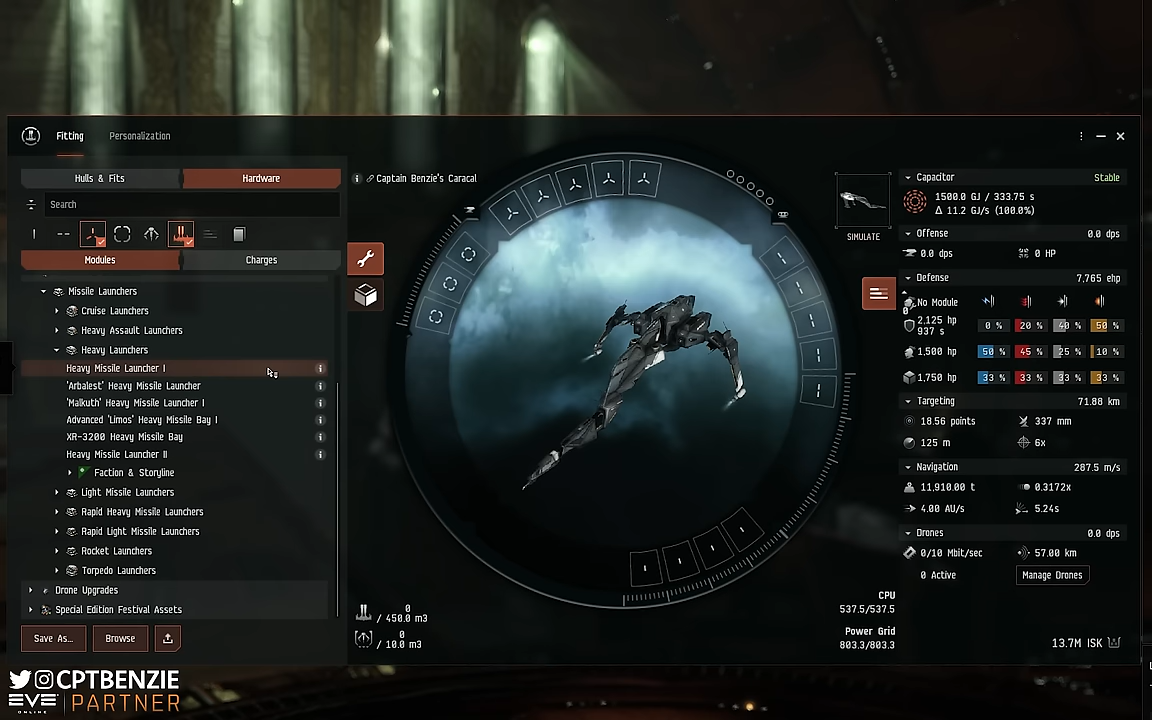 Fitting
Personalization
Hulls & Fits
Hardware
Search
Modules
Charges
Missile Launchers
Cruise Launchers
Heavy Assault Launchers
Heavy Launchers
Heavy Missile Launcher I
'Arbalest' Heavy Missile Launcher
'Malkuth' Heavy Missile Launcher I
Advanced 'Limos' Heavy Missile Bay I
XR-3200 Heavy Missile Bay
Heavy Missile Launcher II
Faction & Storyline
Light Missile Launchers
Rapid Heavy Missile Launchers
Rapid Light Missile Launchers
Rocket Launchers
Torpedo Launchers
Drone Upgrades
Special Edition Festival Assets
Save As...
Browse
Captain Benzie's Caracal
0
/ 450.0 m3
0
/ 10.0 m3
SIMULATE
CPU
537.5/537.5
Power Grid
803.3/803.3
Capacitor Stable
1500.0 GJ / 333.75 s
Δ 11.2 GJ/s (100.0%)
Offense 0.0 dps
0.0 dps 0 HP
Defense 7,765 ehp
No Module
0
2,125 hp
937 s
0 % 20 % 40 % 50 %
1,500 hp 50 % 45 % 25 % 10 %
1,750 hp 33 % 33 % 33 % 33 %
Targeting 71.88 km
18.56 points 337 mm
125 m 6x
Navigation 287.5 m/s
11,910.00 t 0.3172x
4.00 AU/s 5.24s
Drones 0.0 dps
0/10 Mbit/sec 57.00 km
0 Active Manage Drones
13.7M ISK
CPTBENZIE
EVE ONLINE PARTNER